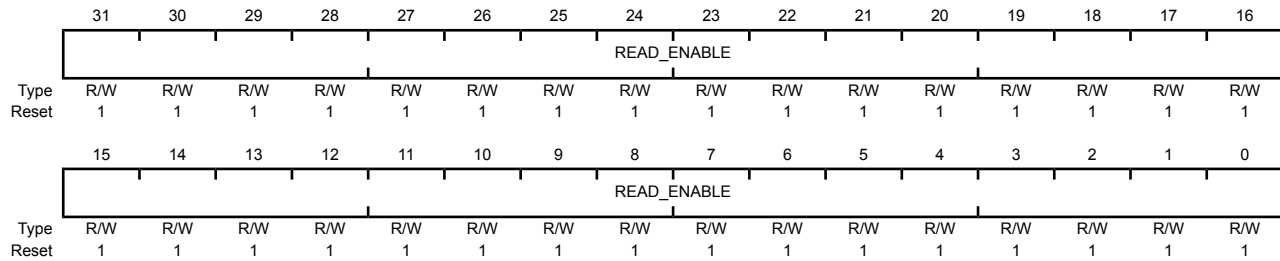 31 30 29 28 27 26 25 24 23 22 21 20 19 18 17 16
READ_ENABLE
Type R/W R/W R/W R/W R/W R/W R/W R/W R/W R/W R/W R/W R/W R/W R/W R/W
Reset 1 1 1 1 1 1 1 1 1 1 1 1 1 1 1 1
15 14 13 12 11 10 9 8 7 6 5 4 3 2 1 0
READ_ENABLE
Type R/W R/W R/W R/W R/W R/W R/W R/W R/W R/W R/W R/W R/W R/W R/W R/W
Reset 1 1 1 1 1 1 1 1 1 1 1 1 1 1 1 1